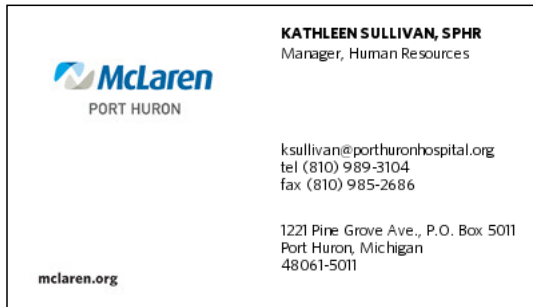 McLaren
PORT HURON
mclaren.org
KATHLEEN SULLIVAN, SPHR
Manager, Human Resources
ksullivan@porthuronhospital.org
tel (810) 989-3104
fax (810) 985-2686
1221 Pine Grove Ave., P.O. Box 5011
Port Huron, Michigan
48061-5011